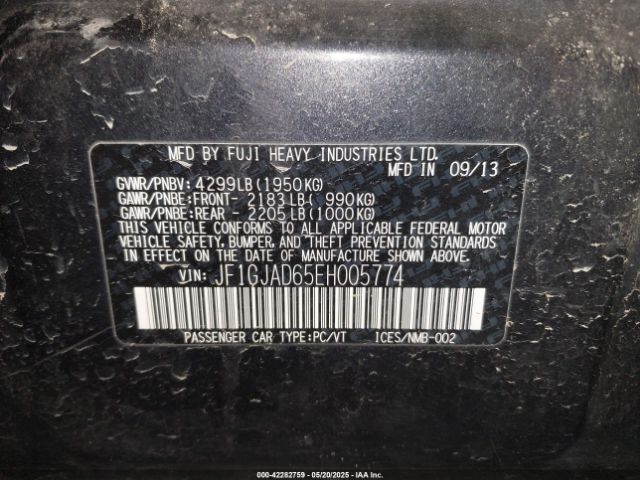 MFD BY FUJI HEAVY INDUSTRIES LTD.
MFD IN 09/13
GVWR/PNBV: 4299LB(1950KG)
GAWR/PNBE:FRONT- 2183LB( 990KG)
GAWR/PNBE:REAR - 2205LB(1000KG)
THIS VEHICLE CONFORMS TO ALL APPLICABLE FEDERAL MOTOR
VEHICLE SAFETY, BUMPER, AND THEFT PREVENTION STANDARDS
IN EFFECT ON THE DATE OF MANUFACTURE SHOWN ABOVE.
VIN: JF1GJAD65EH005774
PASSENGER CAR TYPE:PC/VT ICES/NMB-002
000-42282759 - 05/20/2025 - IAA Inc.